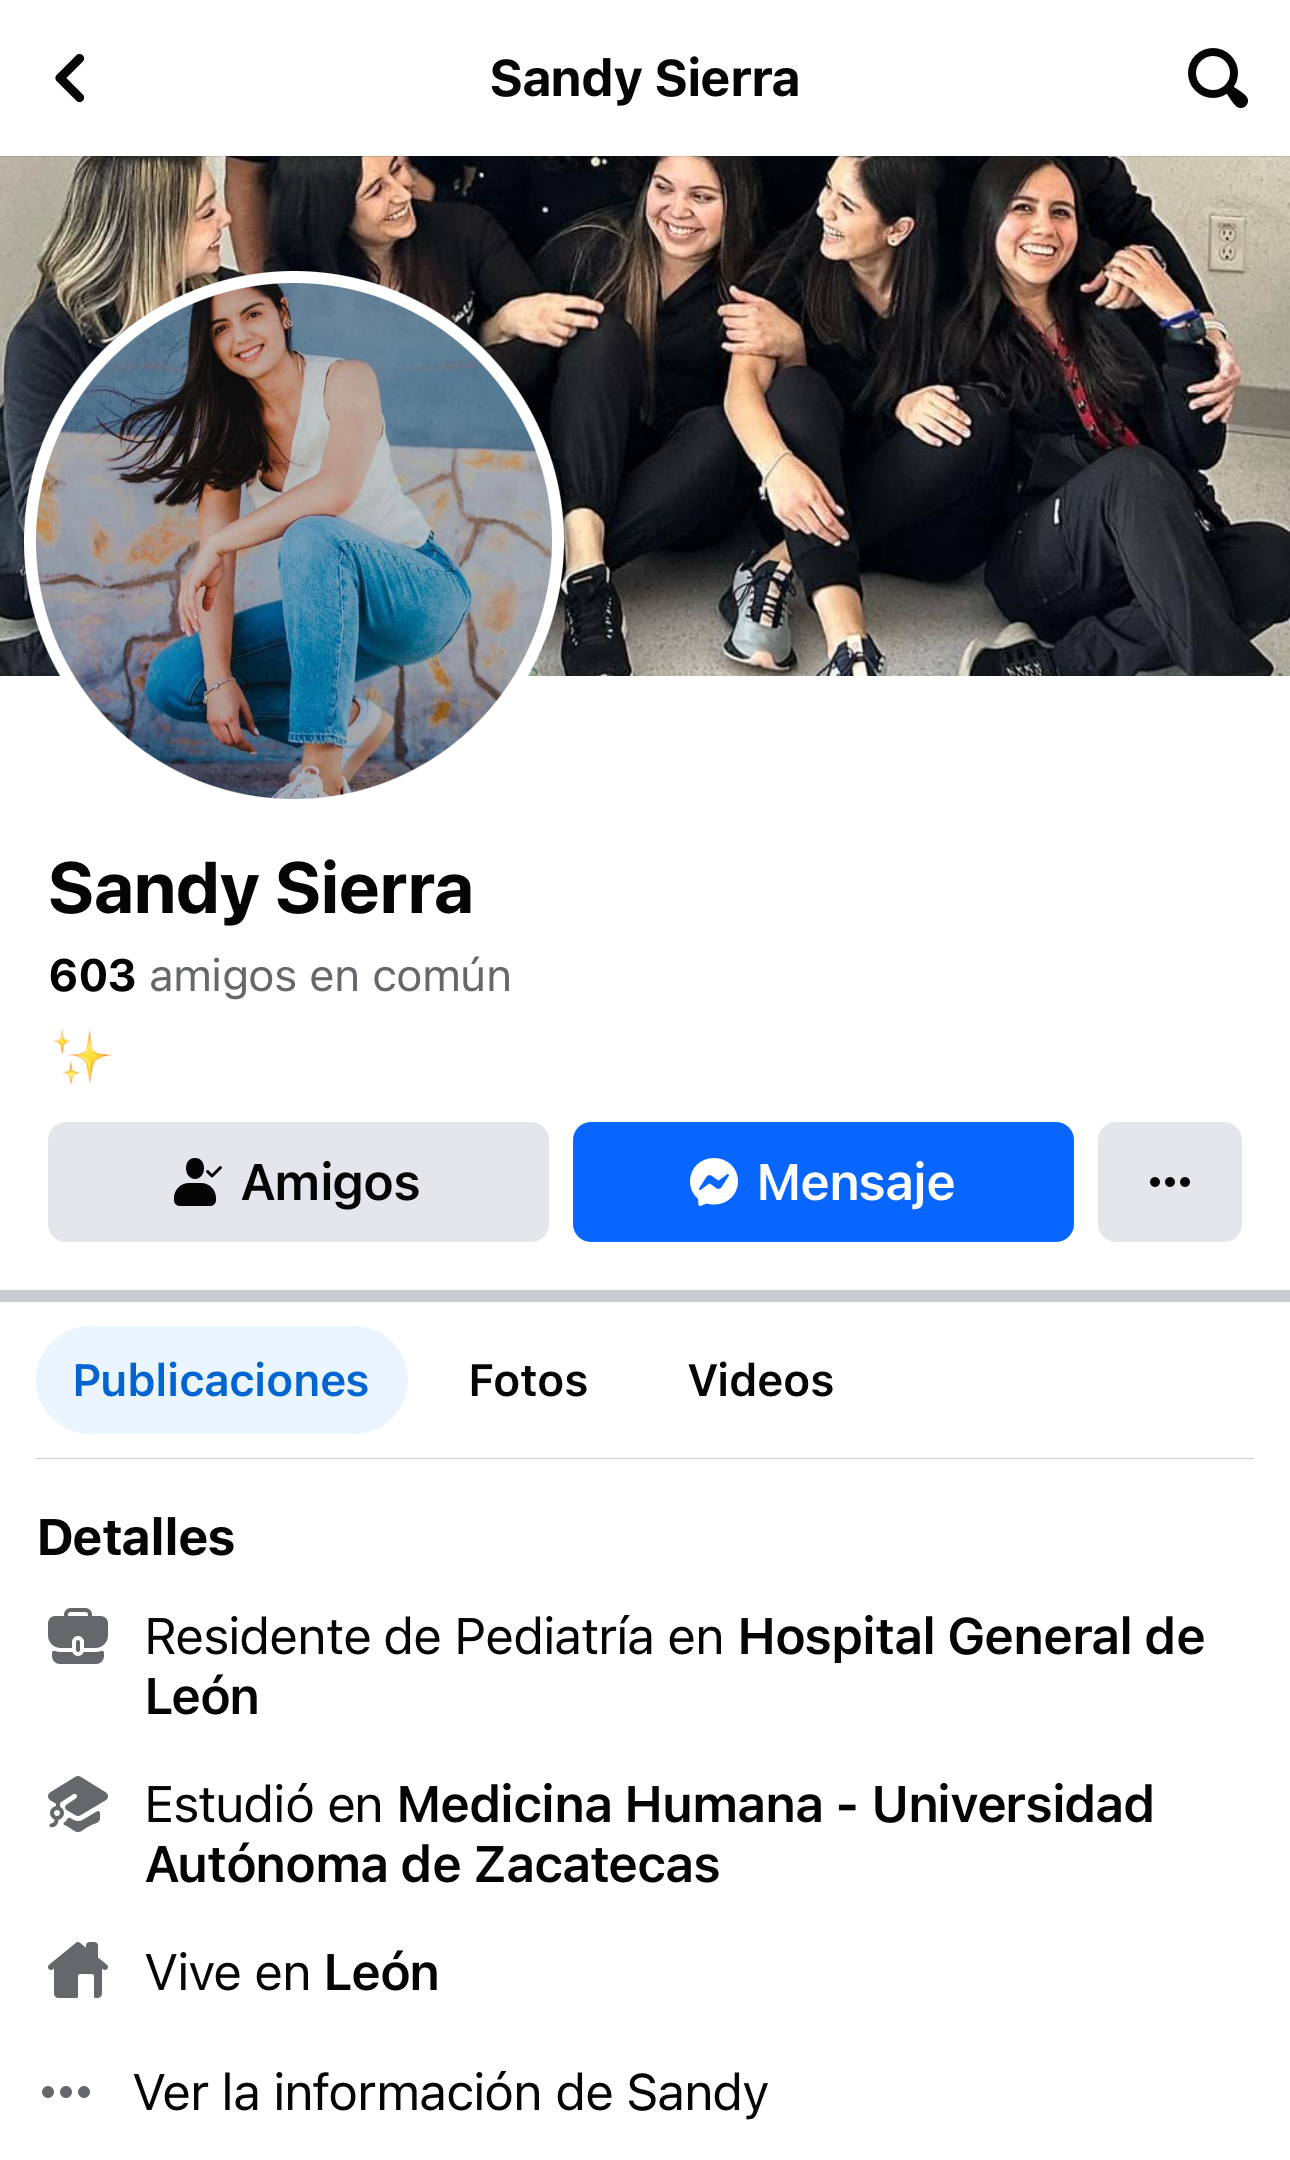 Sandy Sierra
Sandy Sierra
603 amigos en común
✨
Amigos
Mensaje
Publicaciones
Fotos
Videos
Detalles
Residente de Pediatría en Hospital General de
León
Estudió en Medicina Humana - Universidad
Autónoma de Zacatecas
Vive en León
Ver la información de Sandy